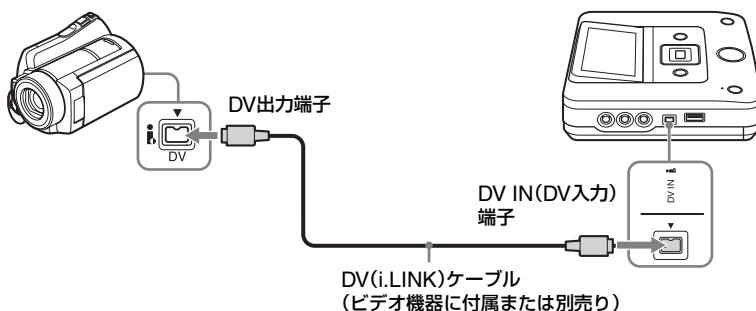 DV出力端子
DV
DV IN(DV入力)
端子
DV IN
DV(i.LINK)ケーブル
(ビデオ機器に付属または別売り)